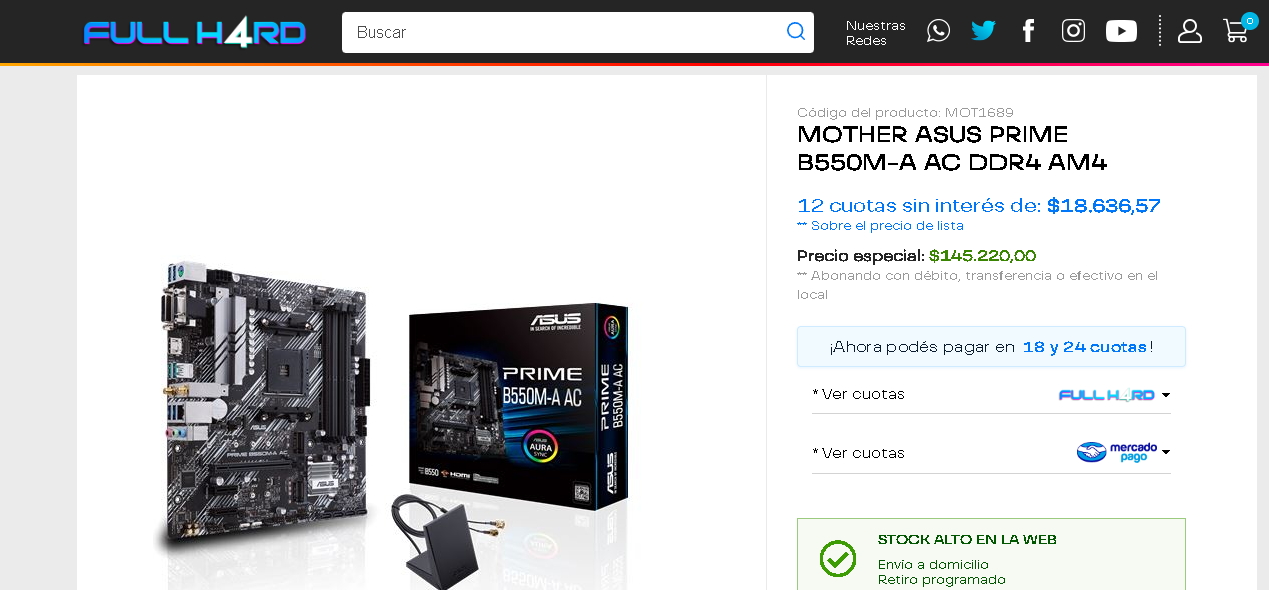 FULL H4RD
Buscar
Nuestras
Redes
0
Código del producto: MOT1689
MOTHER ASUS PRIME
B550M-A AC DDR4 AM4
12 cuotas sin interés de: $18.636,57
** Sobre el precio de lista
Precio especial: $145.220,00
** Abonando con débito, transferencia o efectivo en el
local
¡Ahora podés pagar en 18 y 24 cuotas!
* Ver cuotas
FULL H4RD
* Ver cuotas
mercado
pago
STOCK ALTO EN LA WEB
Envío a domicilio
Retiro programado
ASUS
IN SEARCH OF INCREDIBLE
PRIME
B550M-A AC
ASUS
AURA
SYNC
B550
HDMI
AURA
PRIME
B550M-A AC
ASUS
ASUS
PRIME B550M-A AC
ASUS